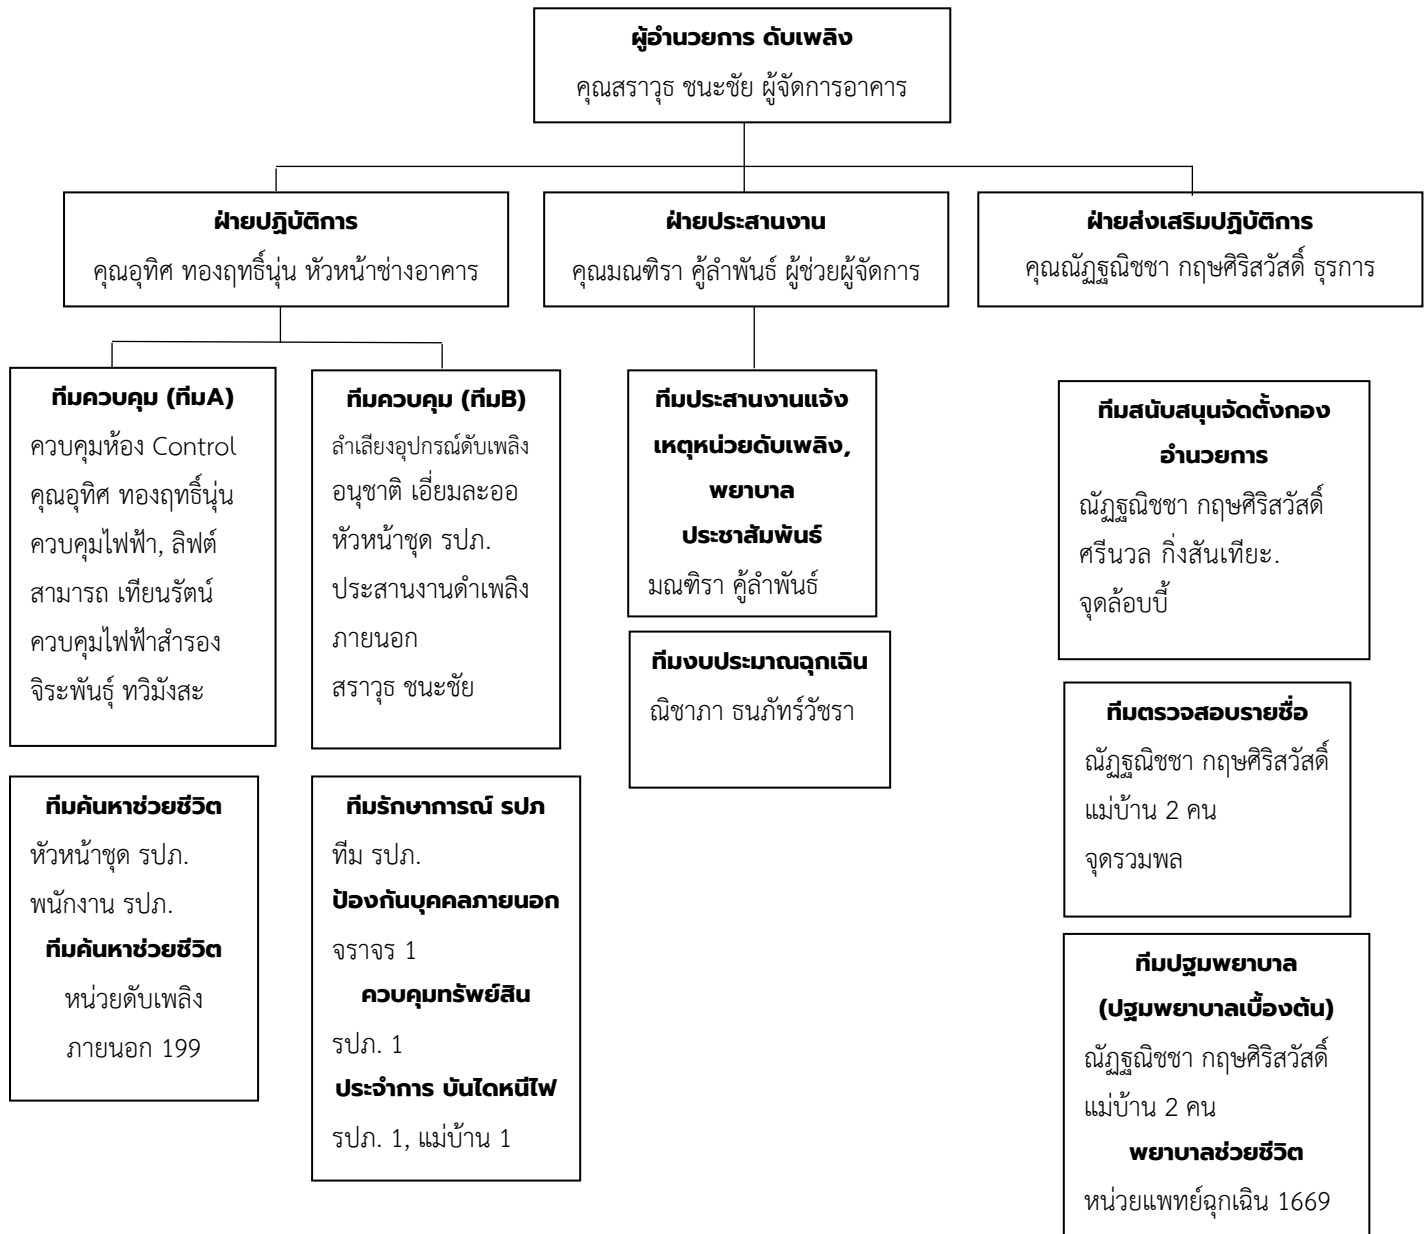 ผู้อำนวยการ ดับเพลิง
คุณสราวุธ ชนะชัย ผู้จัดการอาคาร
ฝ่ายปฏิบัติการ
คุณอุทิศ ทองฤทธิ์นุ่น หัวหน้าช่างอาคาร
ฝ่ายประสานงาน
คุณมณฑิรา คู้ลำพันธ์ ผู้ช่วยผู้จัดการ
ฝ่ายส่งเสริมปฏิบัติการ
คุณณัฏฐณิชชา กฤษศิริสวัสดิ์ ธุรการ
ทีมควบคุม (ทีมA)
ควบคุมห้อง Control
คุณอุทิศ ทองฤทธิ์นุ่น
ควบคุมไฟฟ้า, ลิฟต์
สามารถ เทียนรัตน์
ควบคุมไฟฟ้าสำรอง
จิระพันธุ์ ทวิมังสะ
ทีมควบคุม (ทีมB)
ลำเลียงอุปกรณ์ดับเพลิง
อนุชาติ เอี่ยมละออ
หัวหน้าชุด รปภ.
ประสานงานดำเพลิง
ภายนอก
สราวุธ ชนะชัย
ทีมประสานงานแจ้ง
เหตุหน่วยดับเพลิง,
พยาบาล
ประชาสัมพันธ์
มณฑิรา คู้ลำพันธ์
ทีมงบประมาณฉุกเฉิน
ณิชาภา ธนภัทร์วัชรา
ทีมสนับสนุนจัดตั้งกอง
อำนวยการ
ณัฏฐณิชชา กฤษศิริสวัสดิ์
ศรีนวล กิ่งสันเทียะ.
จุดล้อบบี้
ทีมตรวจสอบรายชื่อ
ณัฏฐณิชชา กฤษศิริสวัสดิ์
แม่บ้าน 2 คน
จุดรวมพล
ทีมค้นหาช่วยชีวิต
หัวหน้าชุด รปภ.
พนักงาน รปภ.
ทีมค้นหาช่วยชีวิต
หน่วยดับเพลิง
ภายนอก 199
ทีมรักษาการณ์ รปภ
ทีม รปภ.
ป้องกันบุคคลภายนอก
จราจร 1
ควบคุมทรัพย์สิน
รปภ. 1
ประจำการ บันไดหนีไฟ
รปภ. 1, แม่บ้าน 1
ทีมปฐมพยาบาล
(ปฐมพยาบาลเบื้องต้น)
ณัฏฐณิชชา กฤษศิริสวัสดิ์
แม่บ้าน 2 คน
พยาบาลช่วยชีวิต
หน่วยแพทย์ฉุกเฉิน 1669